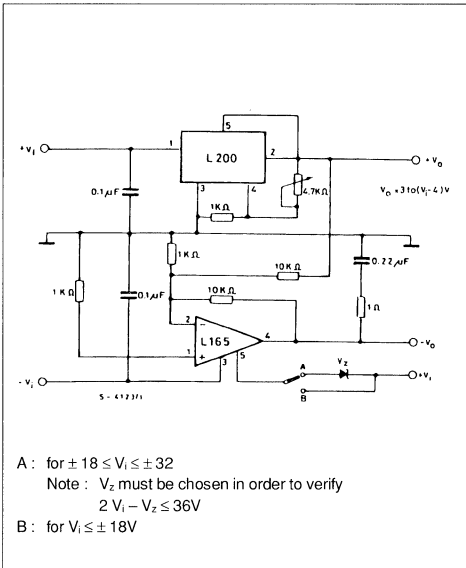 5
+Vi
1
L200
2
+Vo
0.1µF
3
4
4.7KΩ
Vo = 3 to (Vi-4) V
1KΩ
1KΩ
10KΩ
0.22µF
1KΩ
0.1µF
10KΩ
1Ω
2
−
L165
4
-Vo
1
+
3
5
A
Vz
+Vi
-Vi
B
S-4123/1
A : for ± 18 ≤ Vi ≤ ± 32
Note : Vz must be chosen in order to verify
2 Vi − Vz ≤ 36V
B : for Vi ≤ ± 18V